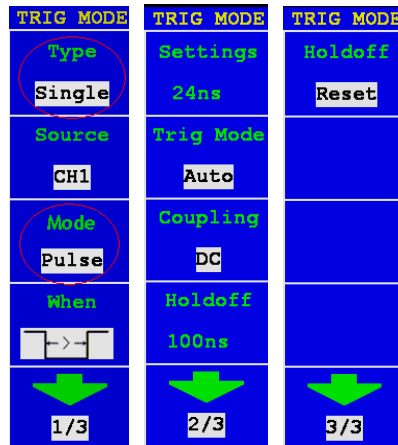 TRIG MODE
Type
Single
Source
CH1
Mode
Pulse
When
>
1/3
TRIG MODE
Settings
24ns
Trig Mode
Auto
Coupling
DC
Holdoff
100ns
2/3
TRIG MODE
Holdoff
Reset
3/3